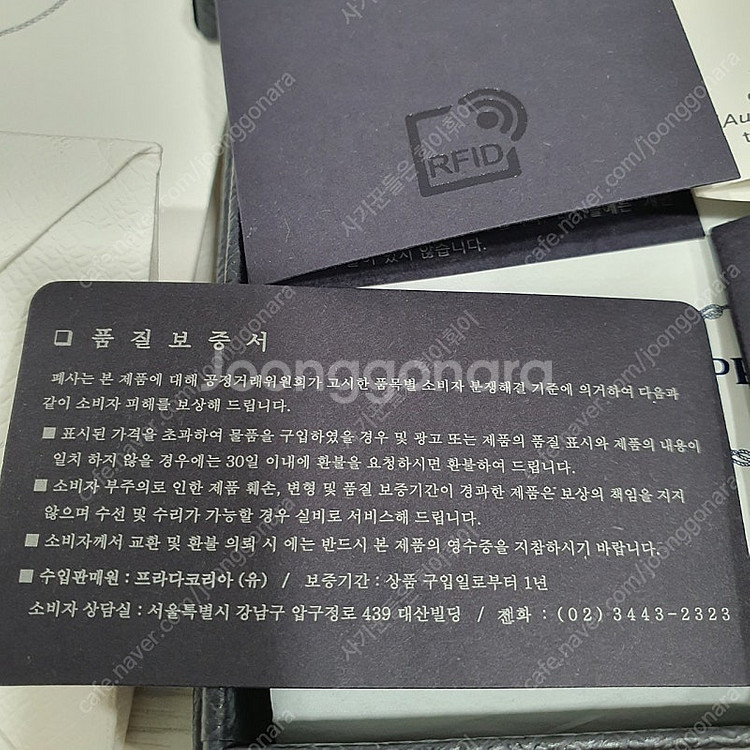 RFID
Au
t
있지 않습니다.
❏ 품 질 보 증 서
폐사는 본 제품에 대해 공정거래위원회가 고시한 품목별 소비자 분쟁해결 기준에 의거하여 다음과
같이 소비자 피해를 보상해 드립니다.
■ 표시된 가격을 초과하여 물품을 구입하였을 경우 및 광고 또는 제품의 품질 표시와 제품의 내용이
일치 하지 않을 경우에는 30일 이내에 환불을 요청하시면 환불하여 드립니다.
■ 소비자 부주의로 인한 제품 훼손, 변형 및 품질 보증기간이 경과한 제품은 보상의 책임을 지지
않으며 수선 및 수리가 가능할 경우 실비로 서비스해 드립니다.
■ 소비자께서 교환 및 환불 의뢰 시 에는 반드시 본 제품의 영수증을 지참하시기 바랍니다.
■ 수입판매원 : 프라다코리아 (유) / 보증기간 : 상품 구입일로부터 1년
소비자 상담실 : 서울특별시 강남구 압구정로 439 대산빌딩 / 전화 : (02) 3443-2323
Joonggonara
cafe.naver.com/joonggonara